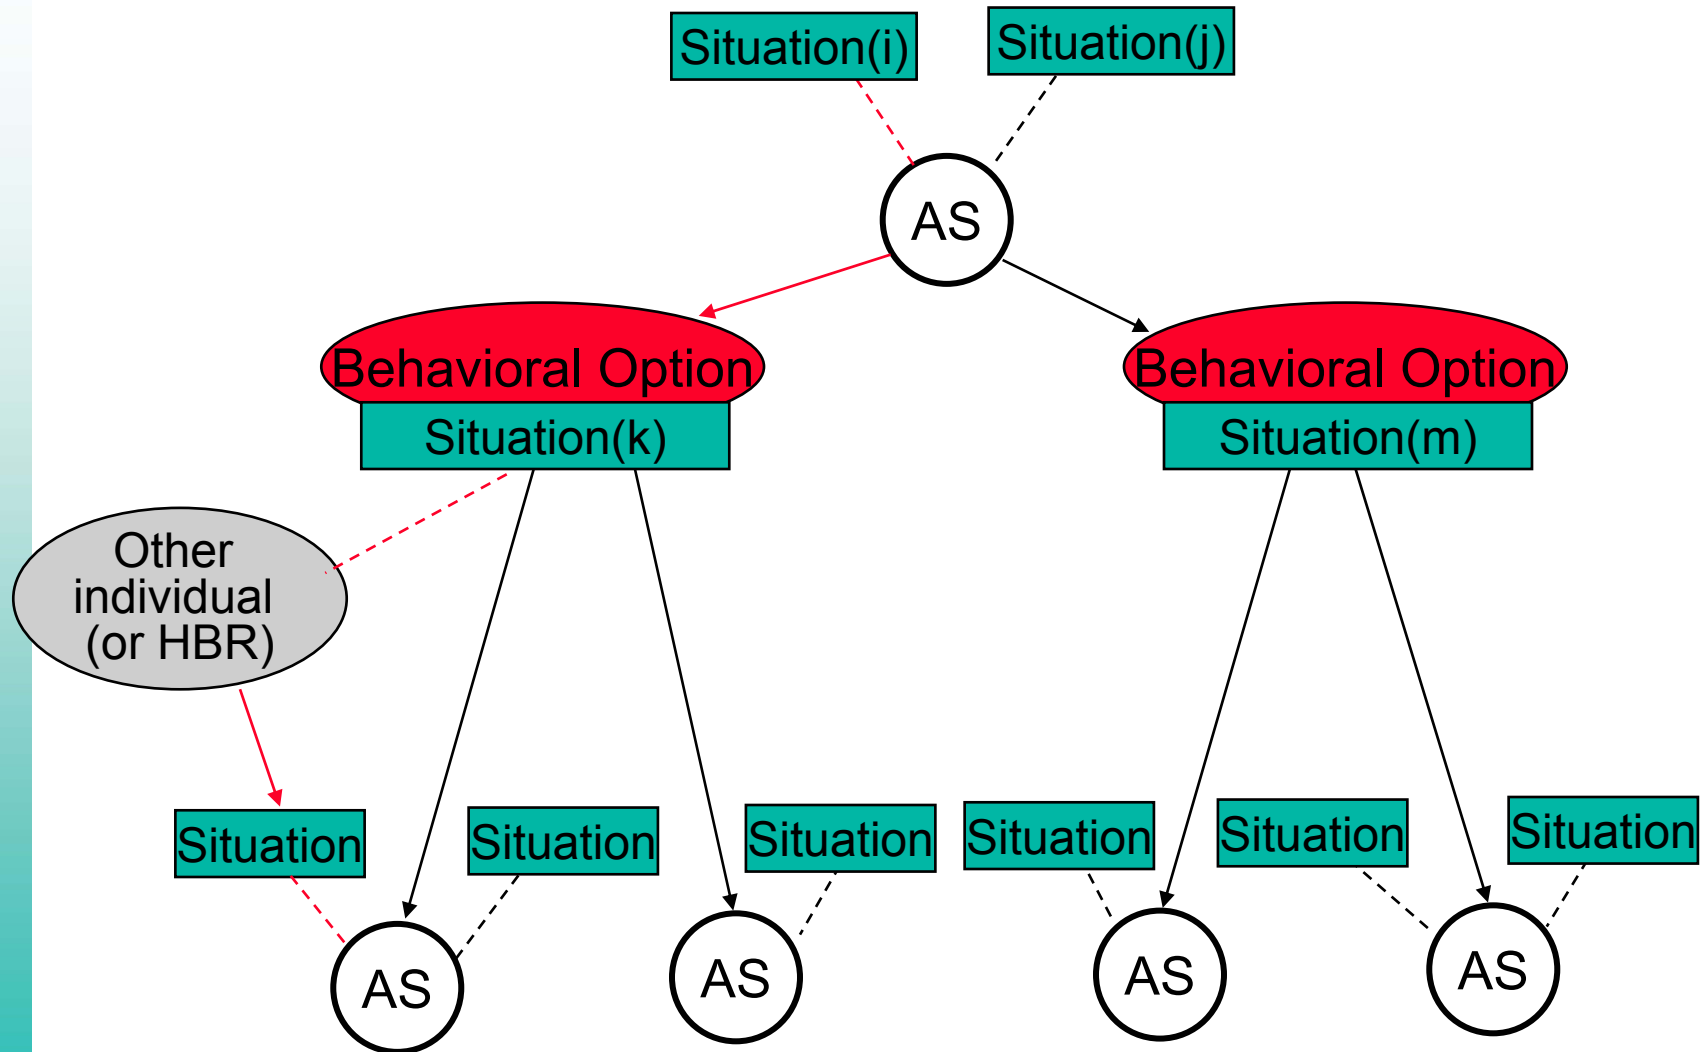 Situation(i)
Situation(j)
AS
Behavioral Option
Situation(k)
Behavioral Option
Situation(m)
Other
individual
(or HBR)
Situation
Situation
Situation
Situation
Situation
Situation
AS
AS
AS
AS